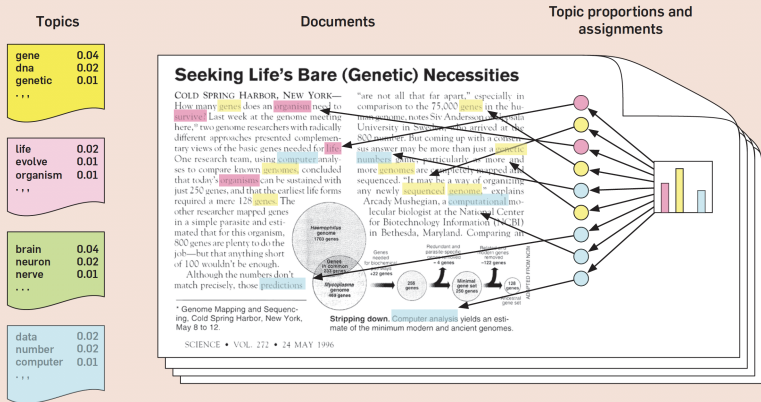 Topics
Documents
Topic proportions and
assignments
gene 0.04
dna 0.02
genetic 0.01
. , ,
life 0.02
evolve 0.01
organism 0.01
. , ,
brain 0.04
neuron 0.02
nerve 0.01
. . .
data 0.02
number 0.02
computer 0.01
. , ,
Seeking Life's Bare (Genetic) Necessities
COLD SPRING HARBOR, NEW YORK—
How many genes does an organism need to
survive? Last week at the genome meeting
here,* two genome researchers with radically
different approaches presented complemen-
tary views of the basic genes needed for life.
One research team, using computer analy-
ses to compare known genomes, concluded
that today's organisms can be sustained with
just 250 genes, and that the earliest life forms
required a mere 128 genes. The
other researcher mapped genes
in a simple parasite and esti-
mated that for this organism,
800 genes are plenty to do the
job—but that anything short
of 100 wouldn't be enough.
Although the numbers don't
match precisely, those predictions
* Genome Mapping and Sequenc-
ing, Cold Spring Harbor, New York,
May 8 to 12.
"are not all that far apart," especially in
comparison to the 75,000 genes in the hu-
man genome, notes Siv Andersson of Uppsala
University in Sweden, who arrived at the
800 number. But coming up with a consen-
sus answer may be more than just a genetic
numbers game, particularly as more and
more genomes are completely mapped and
sequenced. "It may be a way of organizing
any newly sequenced genome," explains
Arcady Mushegian, a computational mo-
lecular biologist at the National Center
for Biotechnology Information (NCBI)
in Bethesda, Maryland. Comparing an
Haemophilus
genome
1703 genes
Genes
in common
233 genes
Mycoplasma
genome
469 genes
Genes
needed
for biochemical
pathways
+22 genes
256
genes
Redundant and
parasite-specific
genes removed
– 4 genes
Minimal
gene set
250 genes
Related and
modern genes
removed
–122 genes
128
genes
Ancestral
gene set
ADAPTED FROM NCBI
Stripping down. Computer analysis yields an esti-
mate of the minimum modern and ancient genomes.
SCIENCE • VOL. 272 • 24 MAY 1996